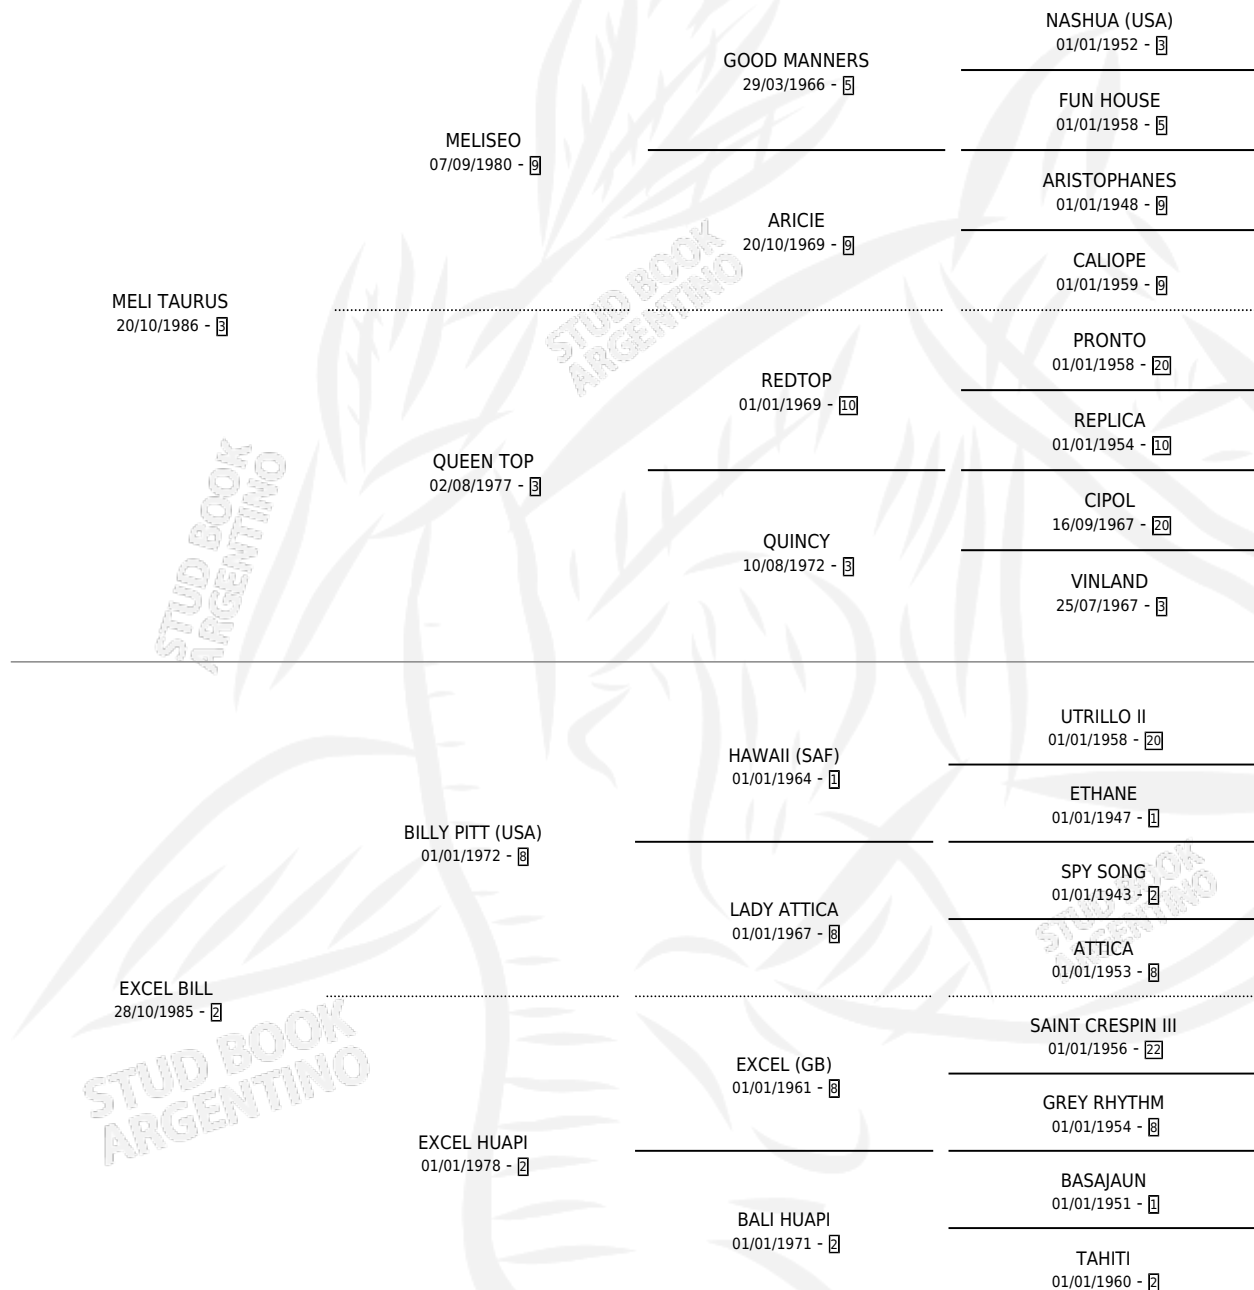 NASHUA (USA)
01/01/1952 - 3
GOOD MANNERS
29/03/1966 - 5
FUN HOUSE
01/01/1958 - 5
MELISEO
07/09/1980 - 9
ARISTOPHANES
01/01/1948 - 9
ARICIE
20/10/1969 - 9
CALIOPE
01/01/1959 - 9
MELI TAURUS
20/10/1986 - 3
PRONTO
01/01/1958 - 20
REDTOP
01/01/1969 - 10
REPLICA
01/01/1954 - 10
QUEEN TOP
02/08/1977 - 3
CIPOL
16/09/1967 - 20
QUINCY
10/08/1972 - 3
VINLAND
25/07/1967 - 3
STUD BOOK
ARGENTINO
STUD BOOK
ARGENTINO
UTRILLO II
01/01/1958 - 20
HAWAII (SAF)
01/01/1964 - 1
ETHANE
01/01/1947 - 1
BILLY PITT (USA)
01/01/1972 - 8
SPY SONG
01/01/1943 - 2
LADY ATTICA
01/01/1967 - 8
ATTICA
01/01/1953 - 8
EXCEL BILL
28/10/1985 - 2
SAINT CRESPIN III
01/01/1956 - 22
EXCEL (GB)
01/01/1961 - 8
GREY RHYTHM
01/01/1954 - 8
EXCEL HUAPI
01/01/1978 - 2
BASAJAUN
01/01/1951 - 1
BALI HUAPI
01/01/1971 - 2
TAHITI
01/01/1960 - 2
STUD BOOK
ARGENTINO
STUD BOOK
ARGENTINO